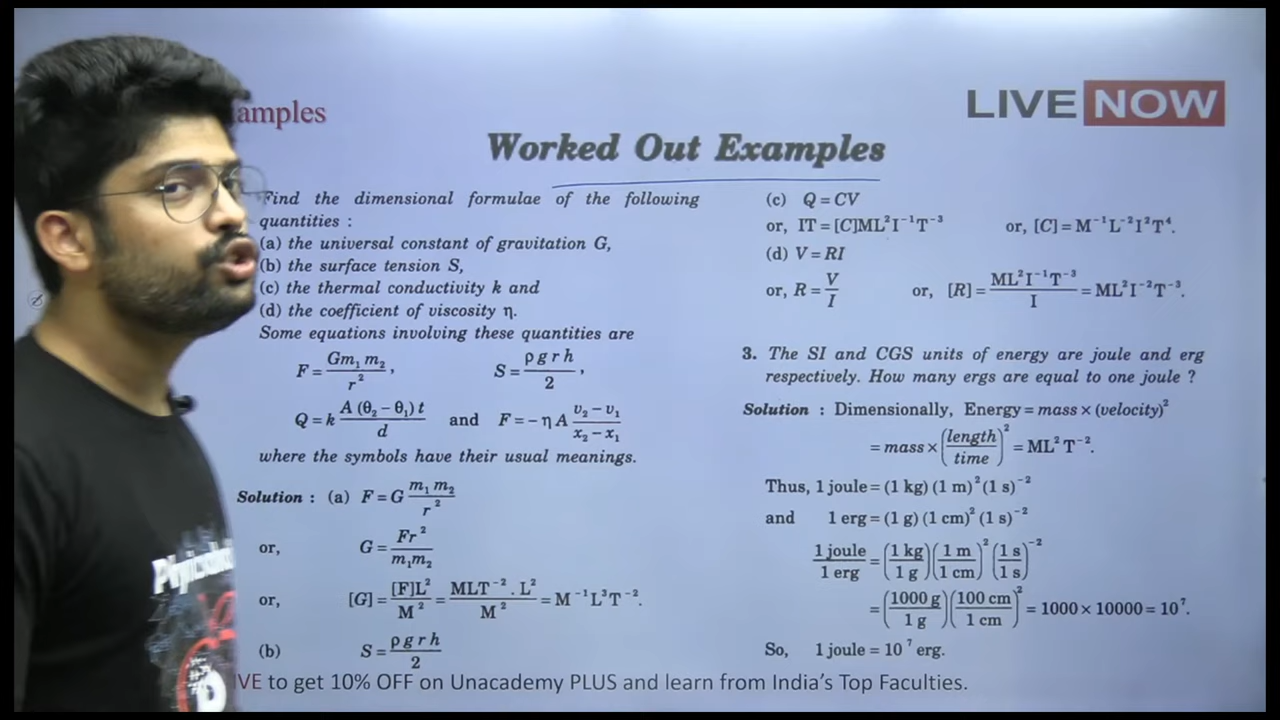 amples
LIVE NOW
Worked Out Examples
Find the dimensional formulae of the following
quantities :
(a) the universal constant of gravitation G,
(b) the surface tension S,
(c) the thermal conductivity k and
(d) the coefficient of viscosity η.
Some equations involving these quantities are
F = Gm₁ m₂ / r² , S = ρ g r h / 2 ,
Q = k A (θ₂ − θ₁) t / d and F = − η A (υ₂ − υ₁) / (x₂ − x₁)
where the symbols have their usual meanings.
Solution : (a) F = G m₁ m₂ / r²
or, G = Fr² / m₁m₂
or, [G] = [F]L² / M² = MLT⁻² . L² / M² = M⁻¹L³T⁻².
(b) S = ρ g r h / 2
(c) Q = CV
or, IT = [C]ML²I⁻¹T⁻³ or, [C] = M⁻¹L⁻²I²T⁴.
(d) V = RI
or, R = V / I or, [R] = ML²I⁻¹T⁻³ / I = ML²I⁻²T⁻³.
3. The SI and CGS units of energy are joule and erg
respectively. How many ergs are equal to one joule ?
Solution : Dimensionally, Energy = mass × (velocity)²
= mass × (length / time)² = ML²T⁻².
Thus, 1 joule = (1 kg) (1 m)² (1 s)⁻²
and 1 erg = (1 g) (1 cm)² (1 s)⁻²
1 joule / 1 erg = (1 kg / 1 g) (1 m / 1 cm)² (1 s / 1 s)⁻²
= (1000 g / 1 g) (100 cm / 1 cm)² = 1000 × 10000 = 10⁷.
So, 1 joule = 10⁷ erg.
VE to get 10% OFF on Unacademy PLUS and learn from India's Top Faculties.